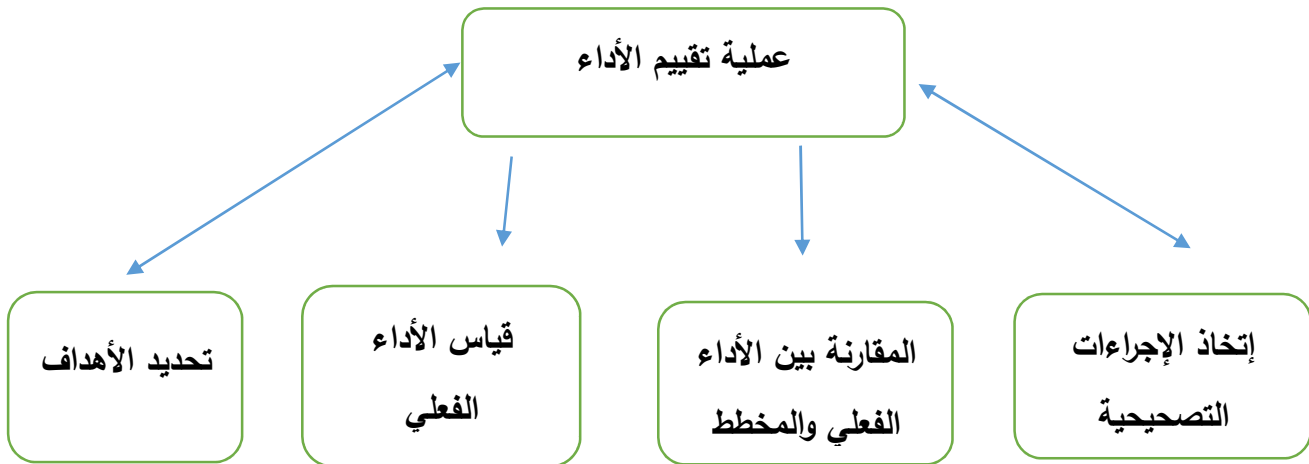 عملية تقييم الأداء
إتخاذ الإجراءات
التصحيحية
المقارنة بين الأداء
الفعلي والمخطط
قياس الأداء
الفعلي
تحديد الأهداف